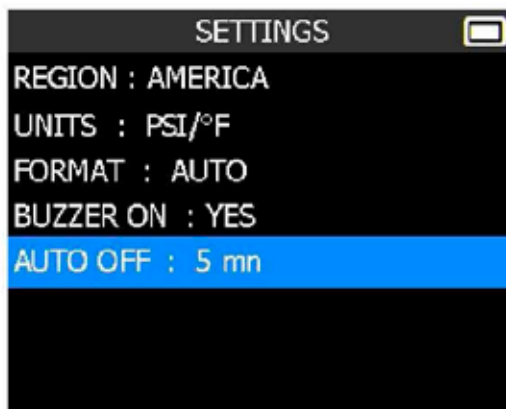 SETTINGS
REGION : AMERICA
UNITS : PSI/°F
FORMAT : AUTO
BUZZER ON : YES
AUTO OFF : 5 mn